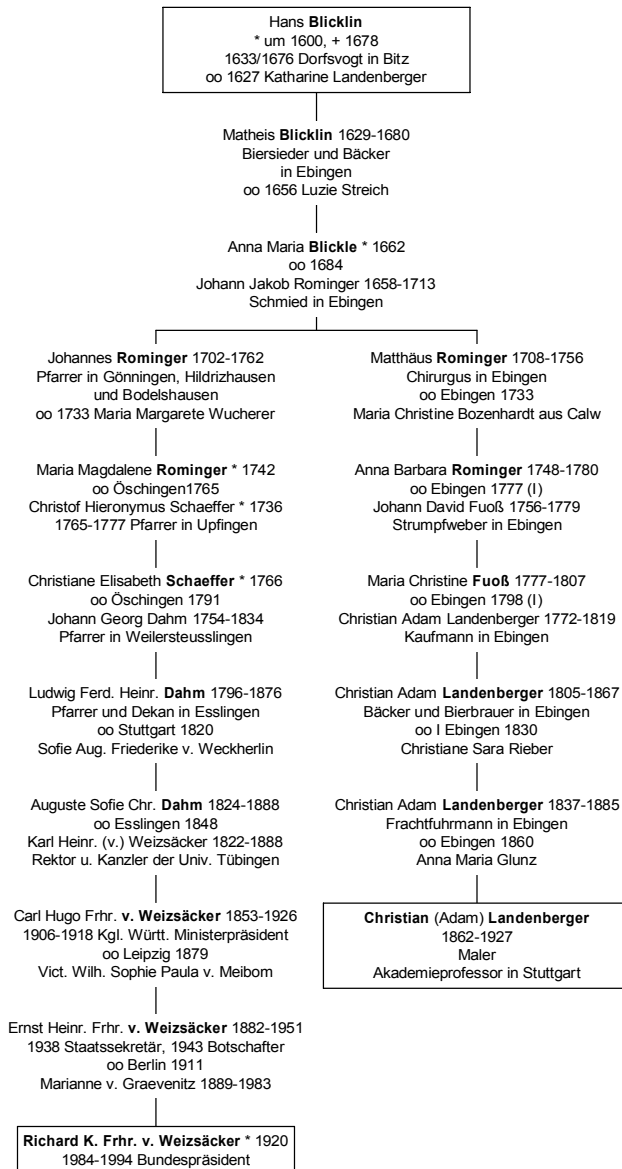 Hans Blicklin
* um 1600, + 1678
1633/1676 Dorfsvogt in Bitz
oo 1627 Katharine Landenberger
Matheis Blicklin 1629-1680
Biersieder und Bäcker
in Ebingen
oo 1656 Luzie Streich
Anna Maria Blickle * 1662
oo 1684
Johann Jakob Rominger 1658-1713
Schmied in Ebingen
Johannes Rominger 1702-1762
Pfarrer in Gönningen, Hildrizhausen
und Bodelshausen
oo 1733 Maria Margarete Wucherer
Maria Magdalene Rominger * 1742
oo Öschingen1765
Christof Hieronymus Schaeffer * 1736
1765-1777 Pfarrer in Upfingen
Christiane Elisabeth Schaeffer * 1766
oo Öschingen 1791
Johann Georg Dahm 1754-1834
Pfarrer in Weilersteusslingen
Ludwig Ferd. Heinr. Dahm 1796-1876
Pfarrer und Dekan in Esslingen
oo Stuttgart 1820
Sofie Aug. Friederike v. Weckherlin
Auguste Sofie Chr. Dahm 1824-1888
oo Esslingen 1848
Karl Heinr. (v.) Weizsäcker 1822-1888
Rektor u. Kanzler der Univ. Tübingen
Carl Hugo Frhr. v. Weizsäcker 1853-1926
1906-1918 Kgl. Württ. Ministerpräsident
oo Leipzig 1879
Vict. Wilh. Sophie Paula v. Meibom
Ernst Heinr. Frhr. v. Weizsäcker 1882-1951
1938 Staatssekretär, 1943 Botschafter
oo Berlin 1911
Marianne v. Graevenitz 1889-1983
Richard K. Frhr. v. Weizsäcker * 1920
1984-1994 Bundespräsident
Matthäus Rominger 1708-1756
Chirurgus in Ebingen
oo Ebingen 1733
Maria Christine Bozenhardt aus Calw
Anna Barbara Rominger 1748-1780
oo Ebingen 1777 (I)
Johann David Fuoß 1756-1779
Strumpfweber in Ebingen
Maria Christine Fuoß 1777-1807
oo Ebingen 1798 (I)
Christian Adam Landenberger 1772-1819
Kaufmann in Ebingen
Christian Adam Landenberger 1805-1867
Bäcker und Bierbrauer in Ebingen
oo I Ebingen 1830
Christiane Sara Rieber
Christian Adam Landenberger 1837-1885
Frachtfuhrmann in Ebingen
oo Ebingen 1860
Anna Maria Glunz
Christian (Adam) Landenberger
1862-1927
Maler
Akademieprofessor in Stuttgart